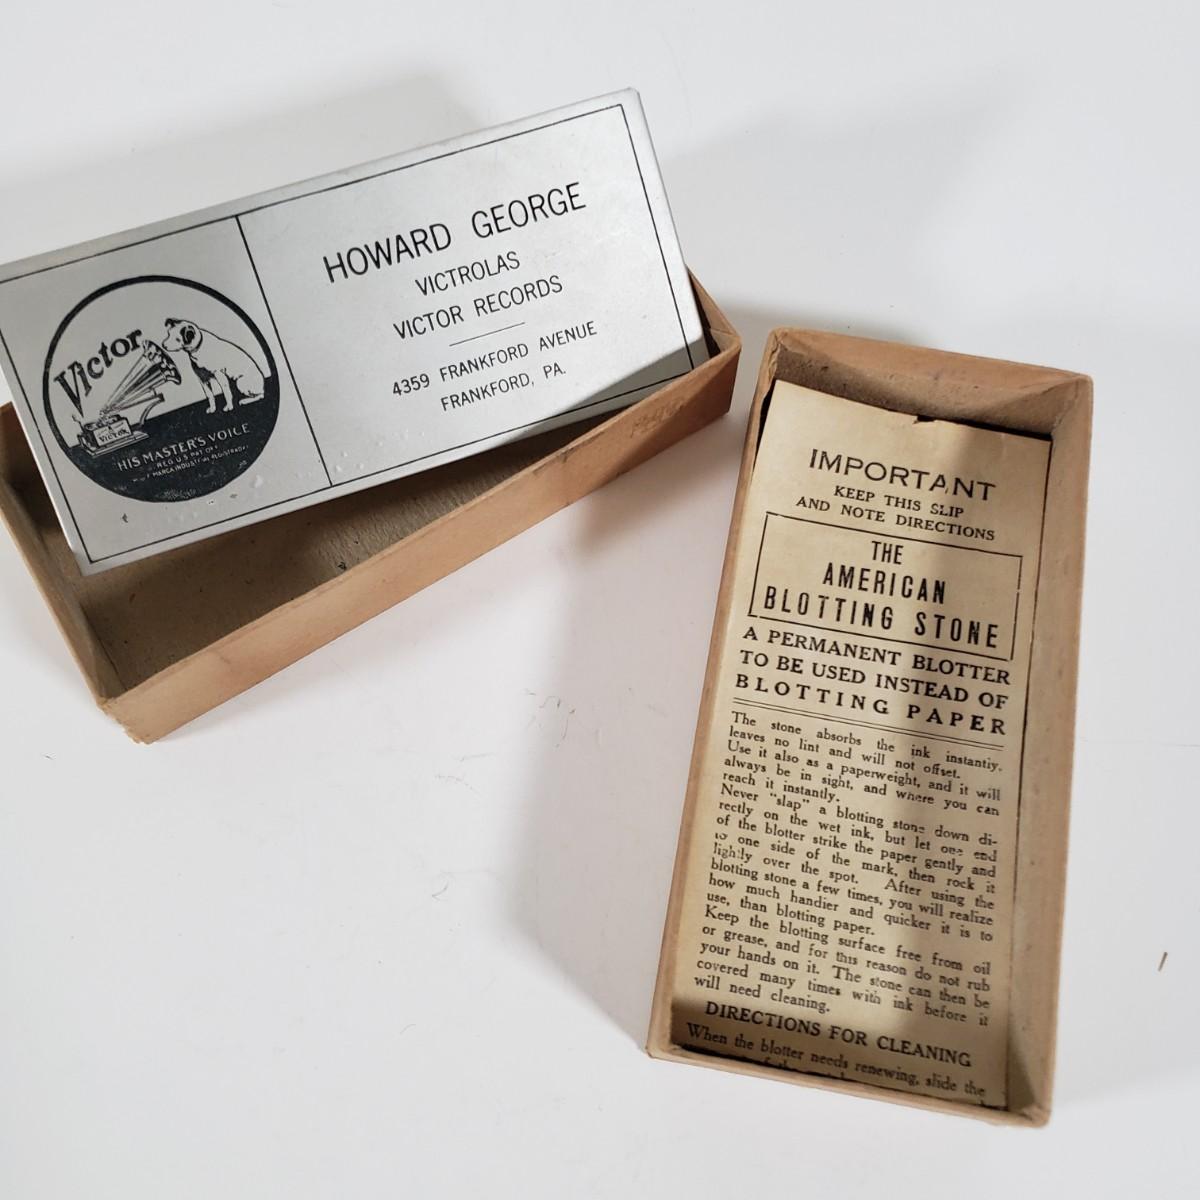 Victor
VICTOR
HIS MASTER'S VOICE
REG. U.S. PAT. OFF.
MARCA INDUSTRIAL REGISTRADA
HOWARD GEORGE
VICTROLAS
VICTOR RECORDS
4359 FRANKFORD AVENUE
FRANKFORD, PA.
IMPORTANT
KEEP THIS SLIP
AND NOTE DIRECTIONS
THE
AMERICAN
BLOTTING STONE
A PERMANENT BLOTTER
TO BE USED INSTEAD OF
BLOTTING PAPER
The stone absorbs the ink instantly,
leaves no lint and will not offset.
Use it also as a paperweight, and it will
always be in sight, and where you can
reach it instantly.
Never "slap" a blotting stone down di-
rectly on the wet ink, but let one end
of the blotter strike the paper gently and
to one side of the mark, then rock it
lightly over the spot. After using the
blotting stone a few times, you will realize
how much handier and quicker it is to
use, than blotting paper.
Keep the blotting surface free from oil
or grease, and for this reason do not rub
your hands on it. The stone can then be
covered many times with ink before it
will need cleaning.
DIRECTIONS FOR CLEANING
When the blotter needs renewing, slide the